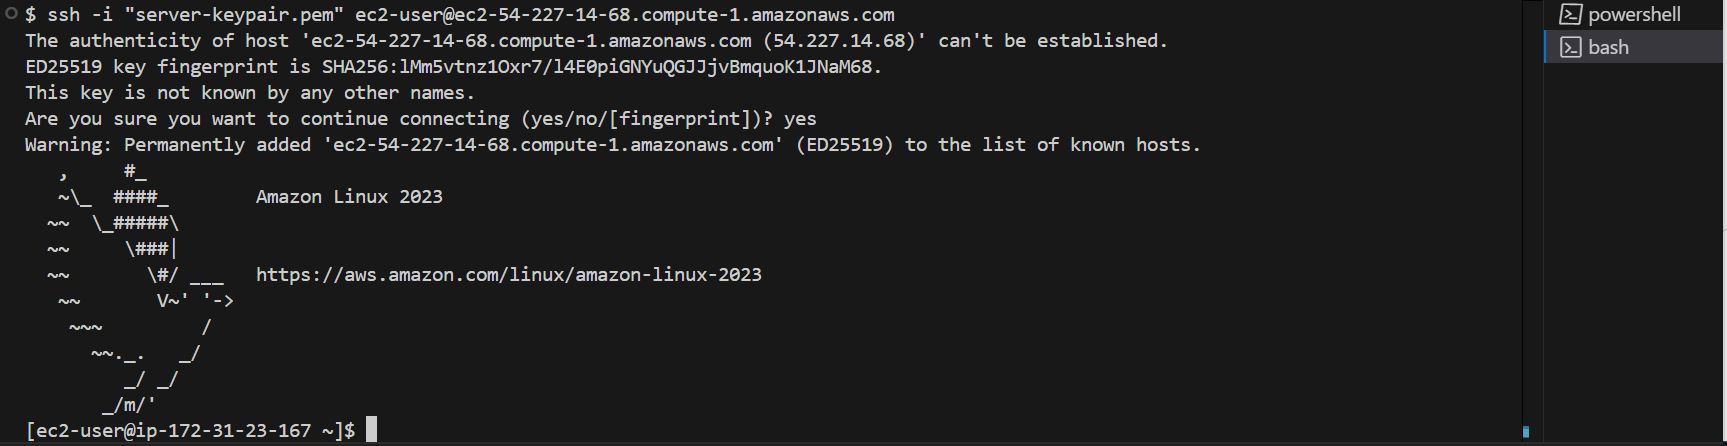 $ ssh -i "server-keypair.pem" ec2-user@ec2-54-227-14-68.compute-1.amazonaws.com
The authenticity of host 'ec2-54-227-14-68.compute-1.amazonaws.com (54.227.14.68)' can't be established.
ED25519 key fingerprint is SHA256:lMm5vtnz1Oxr7/l4E0piGNYuQGJJjvBmquoK1JNaM68.
This key is not known by any other names.
Are you sure you want to continue connecting (yes/no/[fingerprint])? yes
Warning: Permanently added 'ec2-54-227-14-68.compute-1.amazonaws.com' (ED25519) to the list of known hosts.
   ,     #_
   ~\_  ####_        Amazon Linux 2023
  ~~  \_#####\
  ~~     \###|
  ~~       \#/ ___   https://aws.amazon.com/linux/amazon-linux-2023
   ~~       V~' '->
    ~~~         /
      ~~._.   _/
         _/ _/
       _/m/'
[ec2-user@ip-172-31-23-167 ~]$
powershell
bash